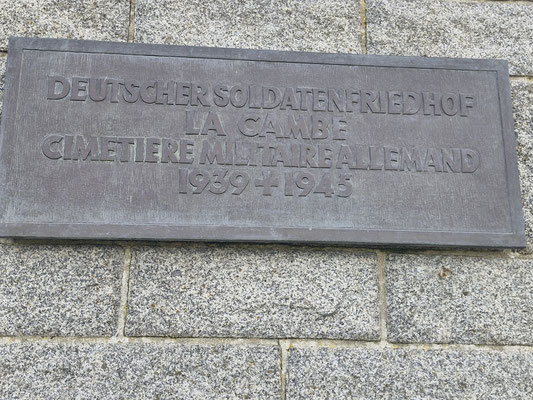 DEUTSCHER SOLDATENFRIEDHOF
LA CAMBE
CIMETIERE MILITAIRE ALLEMAND
1939 + 1945